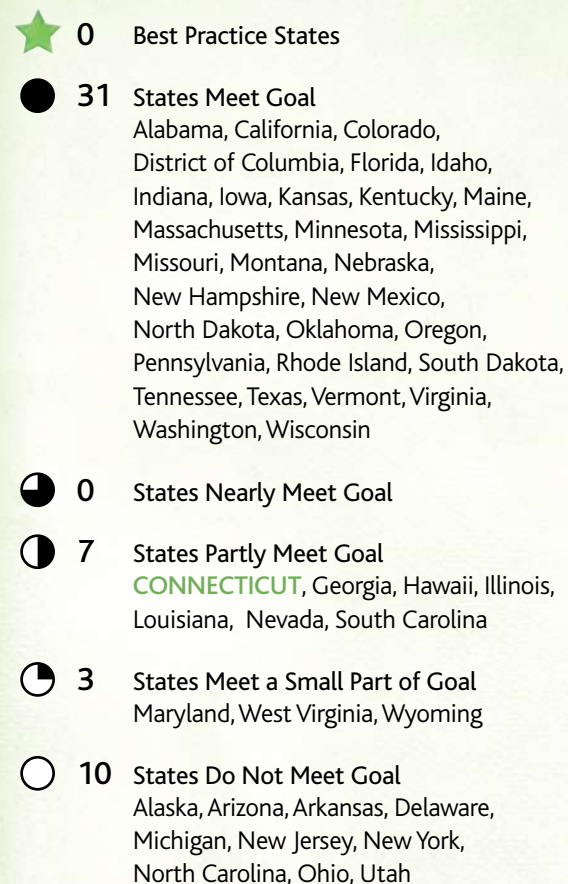 0 Best Practice States
31 States Meet Goal
Alabama, California, Colorado,
District of Columbia, Florida, Idaho,
Indiana, Iowa, Kansas, Kentucky, Maine,
Massachusetts, Minnesota, Mississippi,
Missouri, Montana, Nebraska,
New Hampshire, New Mexico,
North Dakota, Oklahoma, Oregon,
Pennsylvania, Rhode Island, South Dakota,
Tennessee, Texas, Vermont, Virginia,
Washington, Wisconsin
0 States Nearly Meet Goal
7 States Partly Meet Goal
CONNECTICUT, Georgia, Hawaii, Illinois,
Louisiana, Nevada, South Carolina
3 States Meet a Small Part of Goal
Maryland, West Virginia, Wyoming
10 States Do Not Meet Goal
Alaska, Arizona, Arkansas, Delaware,
Michigan, New Jersey, New York,
North Carolina, Ohio, Utah